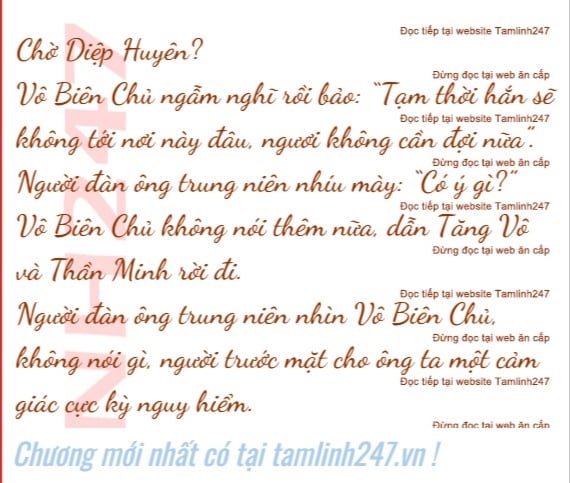 Đọc tiếp tại website Tamlinh247
Chờ Diệp Huyên?
Đừng đọc tại web ăn cắp
Vô Biên Chủ ngẫm nghĩ rồi bảo: “Tạm thời hắn sẽ
Đọc tiếp tại website Tamlinh247
không tới nơi này đâu, ngươi không cần đợi nữa”.
Đừng đọc tại web ăn cắp
Người đàn ông trung niên nhíu mày: “Có ý gì?”
Đọc tiếp tại website Tamlinh247
Vô Biên Chủ không nói thêm nữa, dẫn Tăng Vô
Đừng đọc tại web ăn cắp
và Thần Minh rời đi.
Đọc tiếp tại website Tamlinh247
Người đàn ông trung niên nhìn Vô Biên Chủ,
Đừng đọc tại web ăn cắp
không nói gì, người trước mặt cho ông ta một cảm
Đọc tiếp tại website Tamlinh247
giác cực kỳ nguy hiểm.
Đừng đọc tại web ăn cắp
NH247
Chương mới nhất có tại tamlinh247.vn !